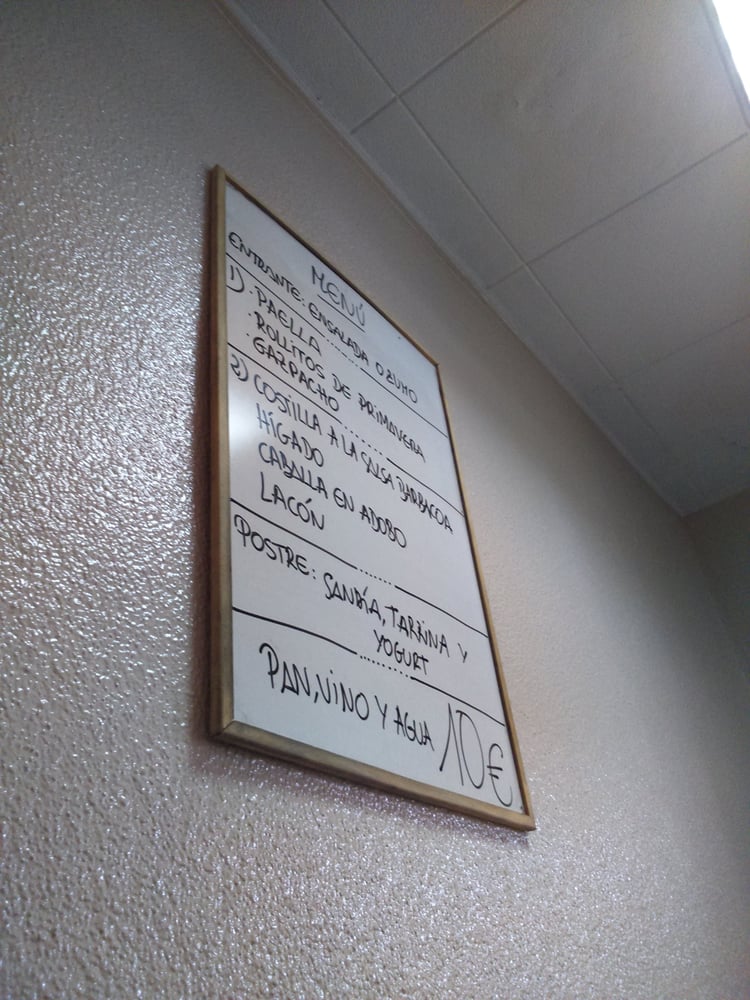 MENÚ
ENTRANTE: ENSALADA O ZUMO
1) · PAELLA
· ROLLITOS DE PRIMAVERA
GAZPACHO
2) COSTILLA A LA SALSA BARBACOA
HÍGADO
CABALLA EN ADOBO
LACÓN
POSTRE: SANDÍA, TARRINA Y
YOGURT
PAN, VINO Y AGUA 10€